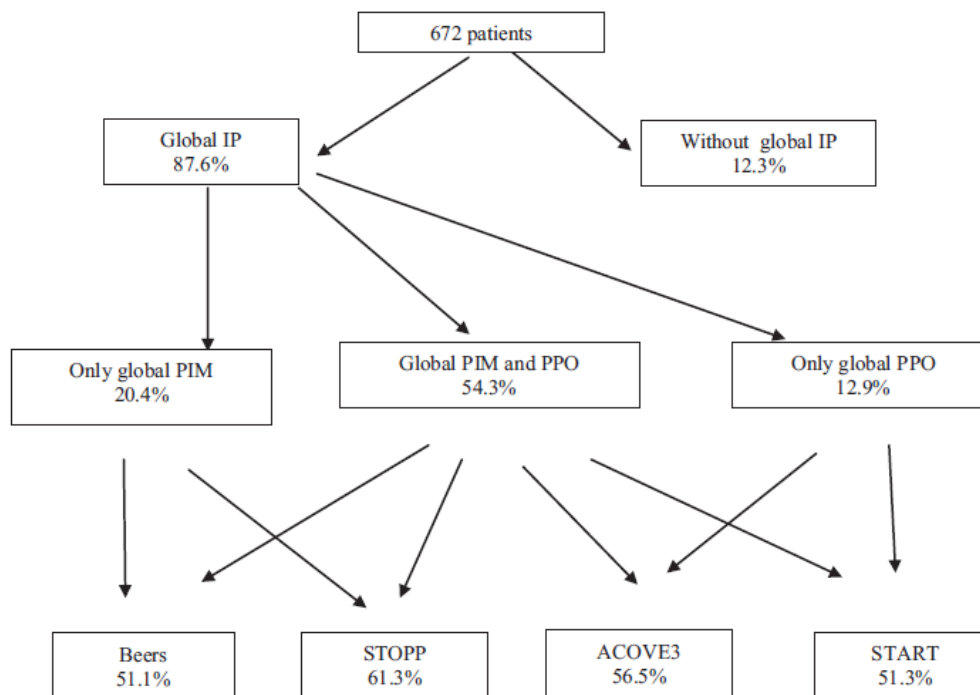 672 patients
Global IP
87.6%
Without global IP
12.3%
Only global PIM
20.4%
Global PIM and PPO
54.3%
Only global PPO
12.9%
Beers
51.1%
STOPP
61.3%
ACOVE3
56.5%
START
51.3%